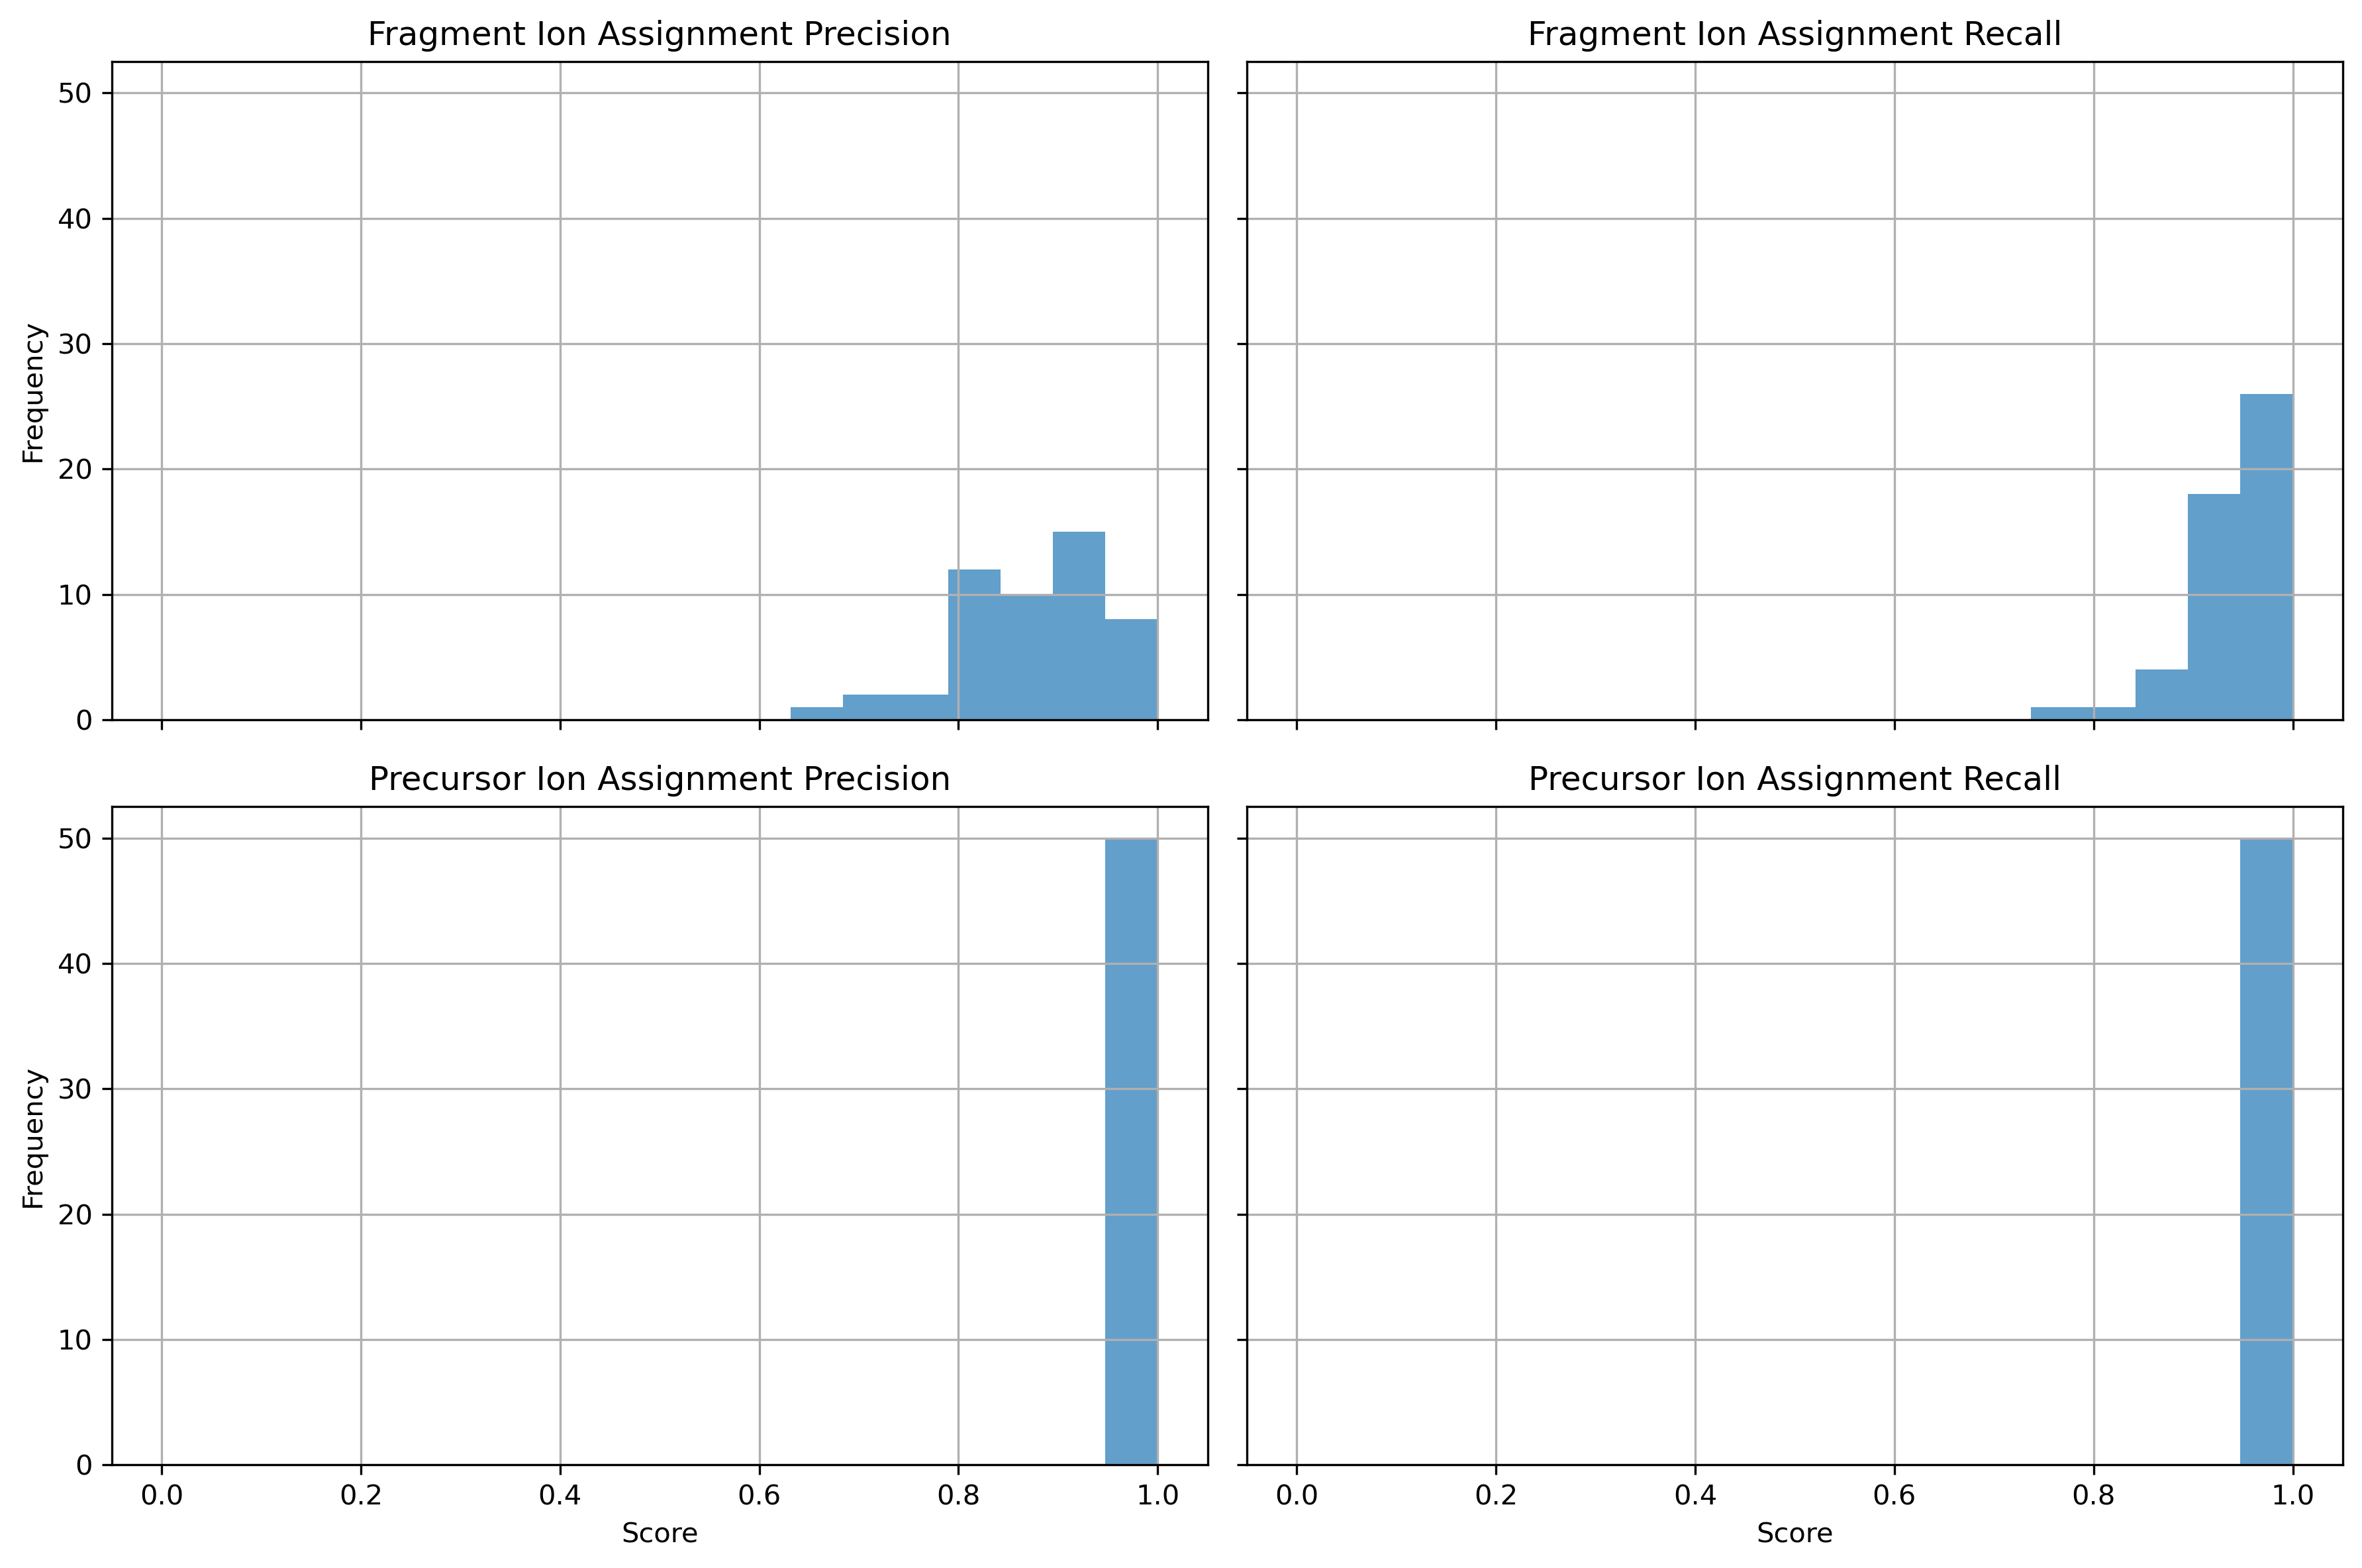 Fragment Ion Assignment Precision
Fragment Ion Assignment Recall
50
40
30
20
10
0
Frequency
Precursor Ion Assignment Precision
Precursor Ion Assignment Recall
50
40
30
20
10
0
Frequency
0.0 0.2 0.4 0.6 0.8 1.0
0.0 0.2 0.4 0.6 0.8 1.0
Score
Score